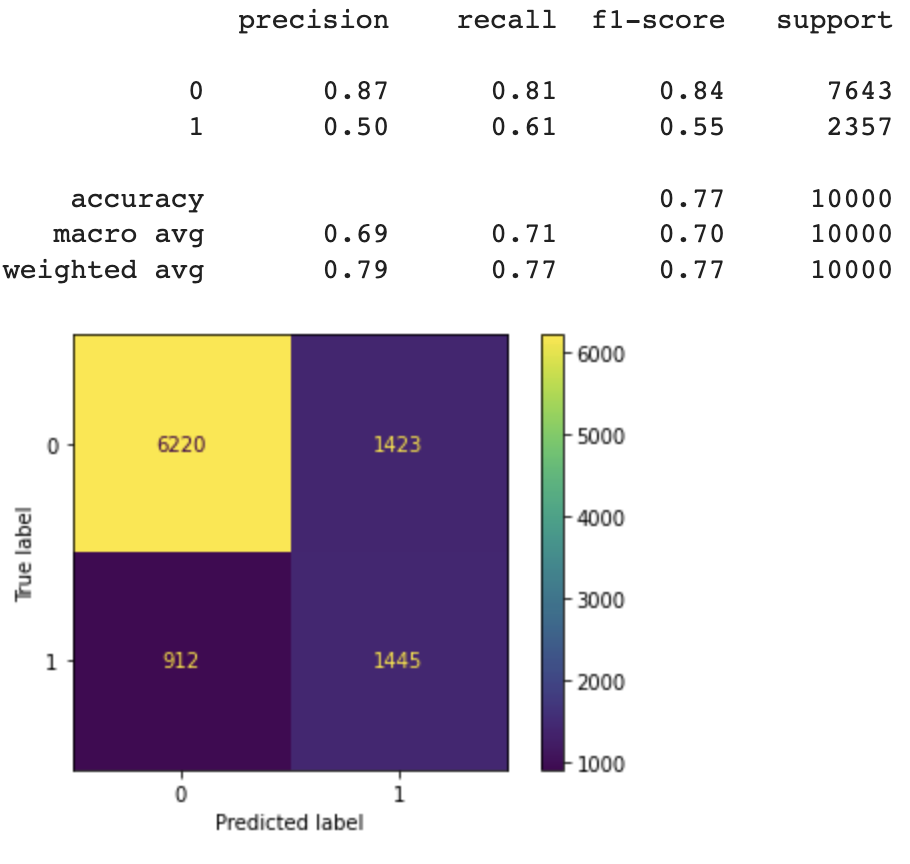 precision recall f1-score support
0 0.87 0.81 0.84 7643
1 0.50 0.61 0.55 2357
accuracy 0.77 10000
macro avg 0.69 0.71 0.70 10000
weighted avg 0.79 0.77 0.77 10000
True label
0
1
6220 1423
912 1445
0 1
Predicted label
6000
5000
4000
3000
2000
1000